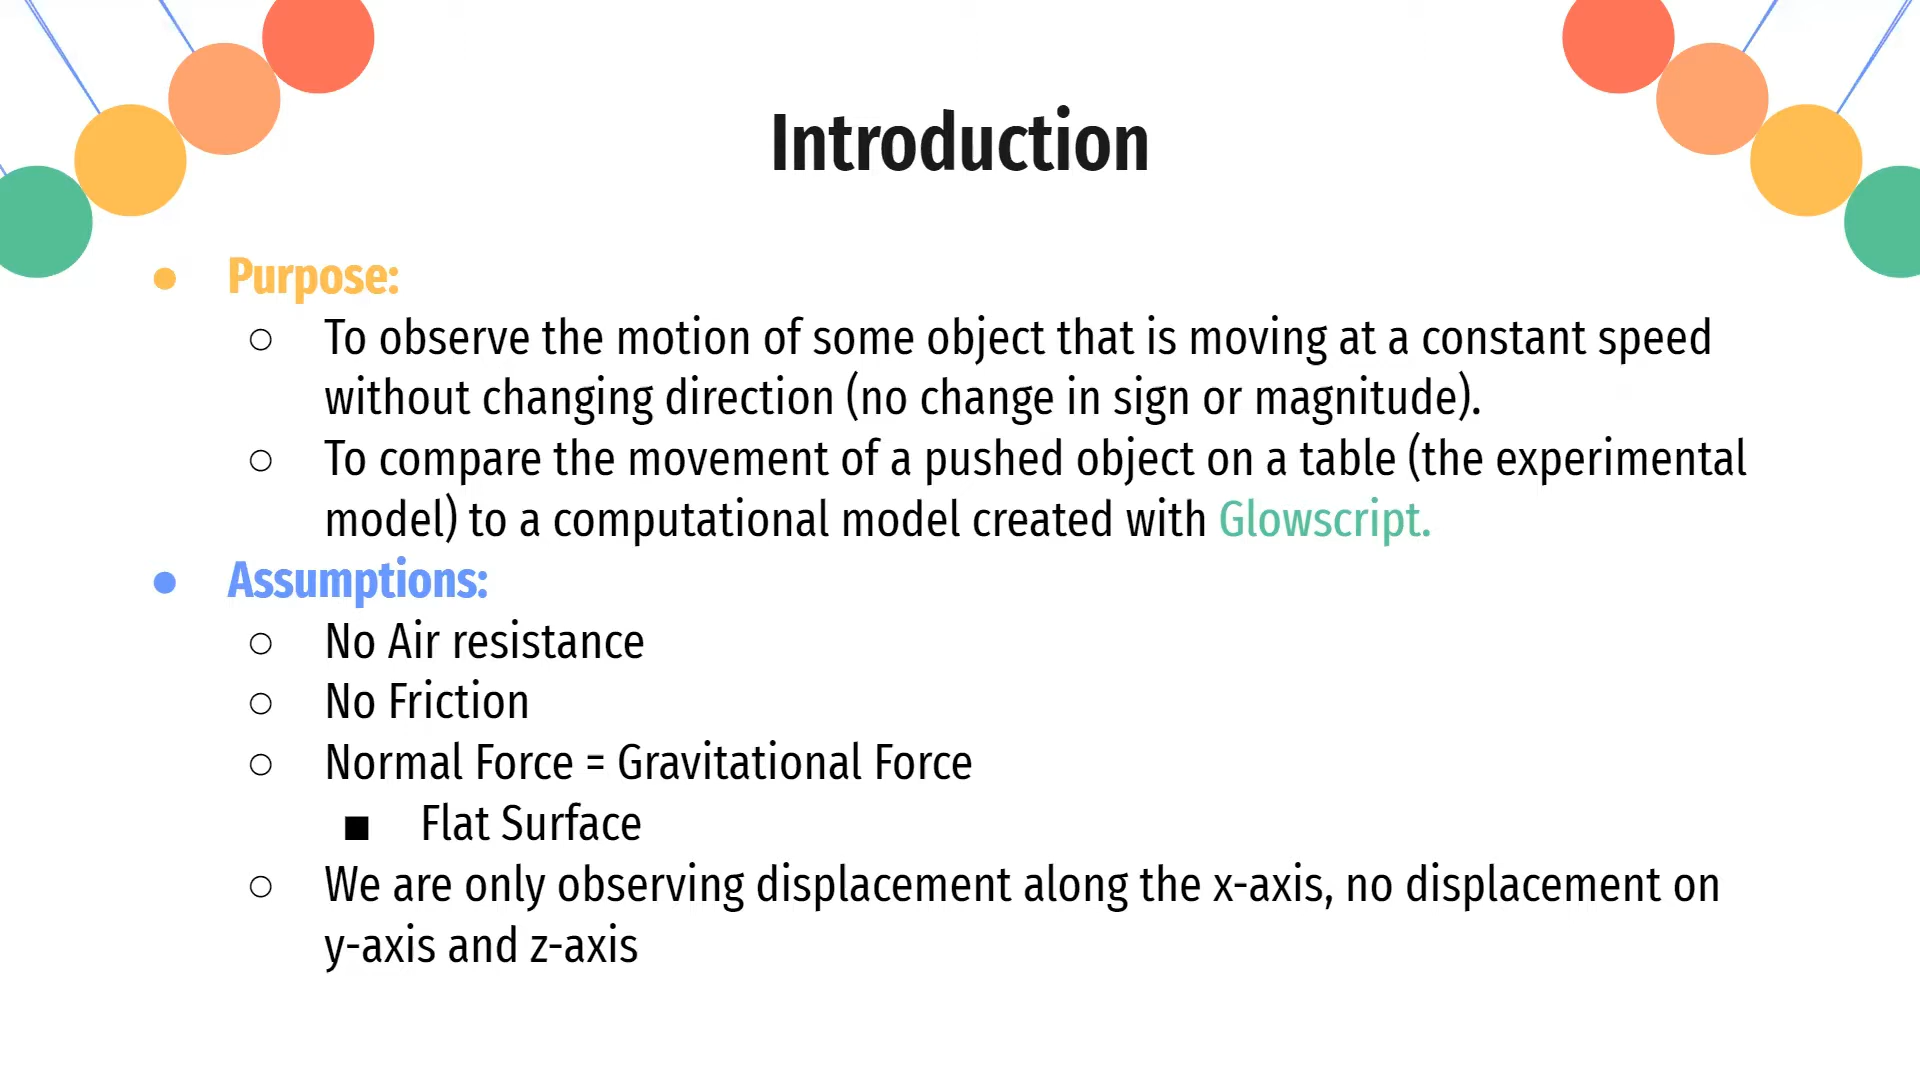 Introduction
● Purpose:
○ To observe the motion of some object that is moving at a constant speed
without changing direction (no change in sign or magnitude).
○ To compare the movement of a pushed object on a table (the experimental
model) to a computational model created with Glowscript.
● Assumptions:
○ No Air resistance
○ No Friction
○ Normal Force = Gravitational Force
■ Flat Surface
○ We are only observing displacement along the x-axis, no displacement on
y-axis and z-axis